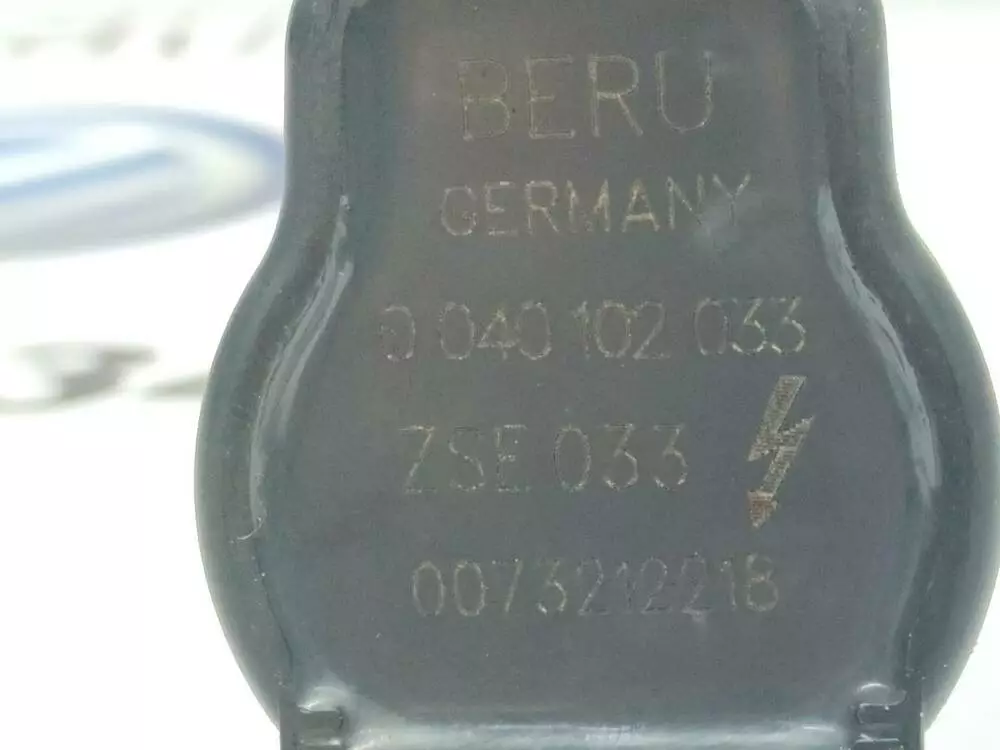 BERU
GERMANY
0 040 102 033
ZSE 033
0073212218